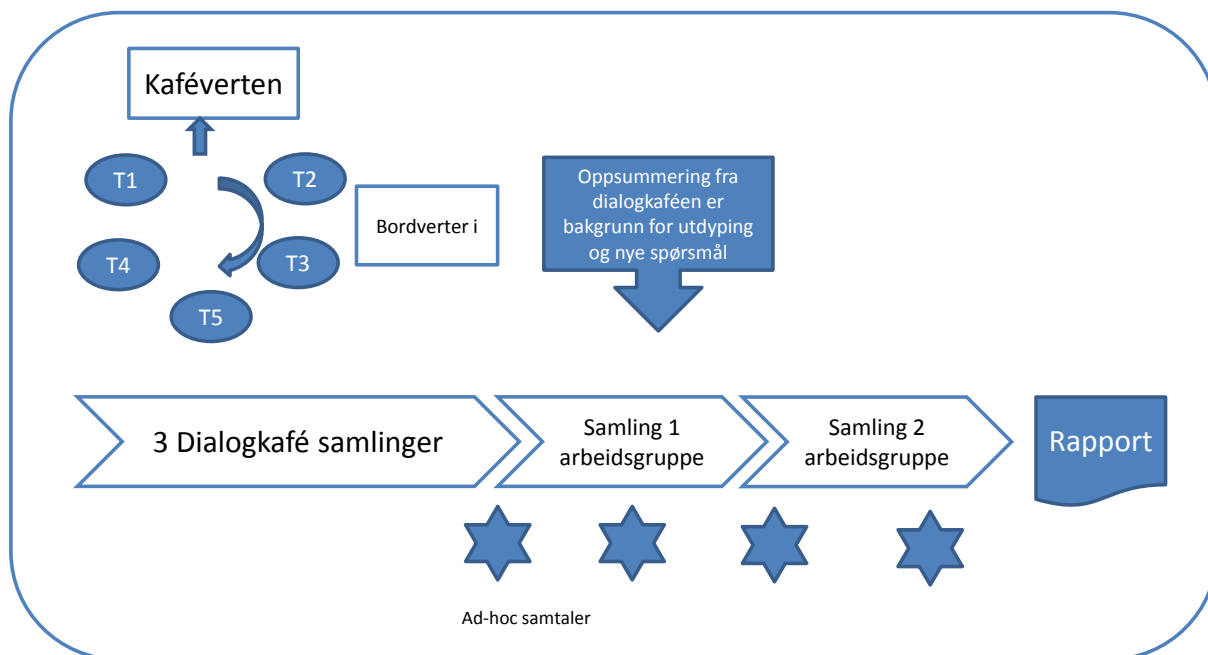 Kaféverten
T1
T2
Bordverter i
T4
T3
T5
Oppsummering fra
dialogkaféen er
bakgrunn for utdyping
og nye spørsmål
3 Dialogkafé samlinger
Samling 1
arbeidsgruppe
Samling 2
arbeidsgruppe
Rapport
Ad-hoc samtaler